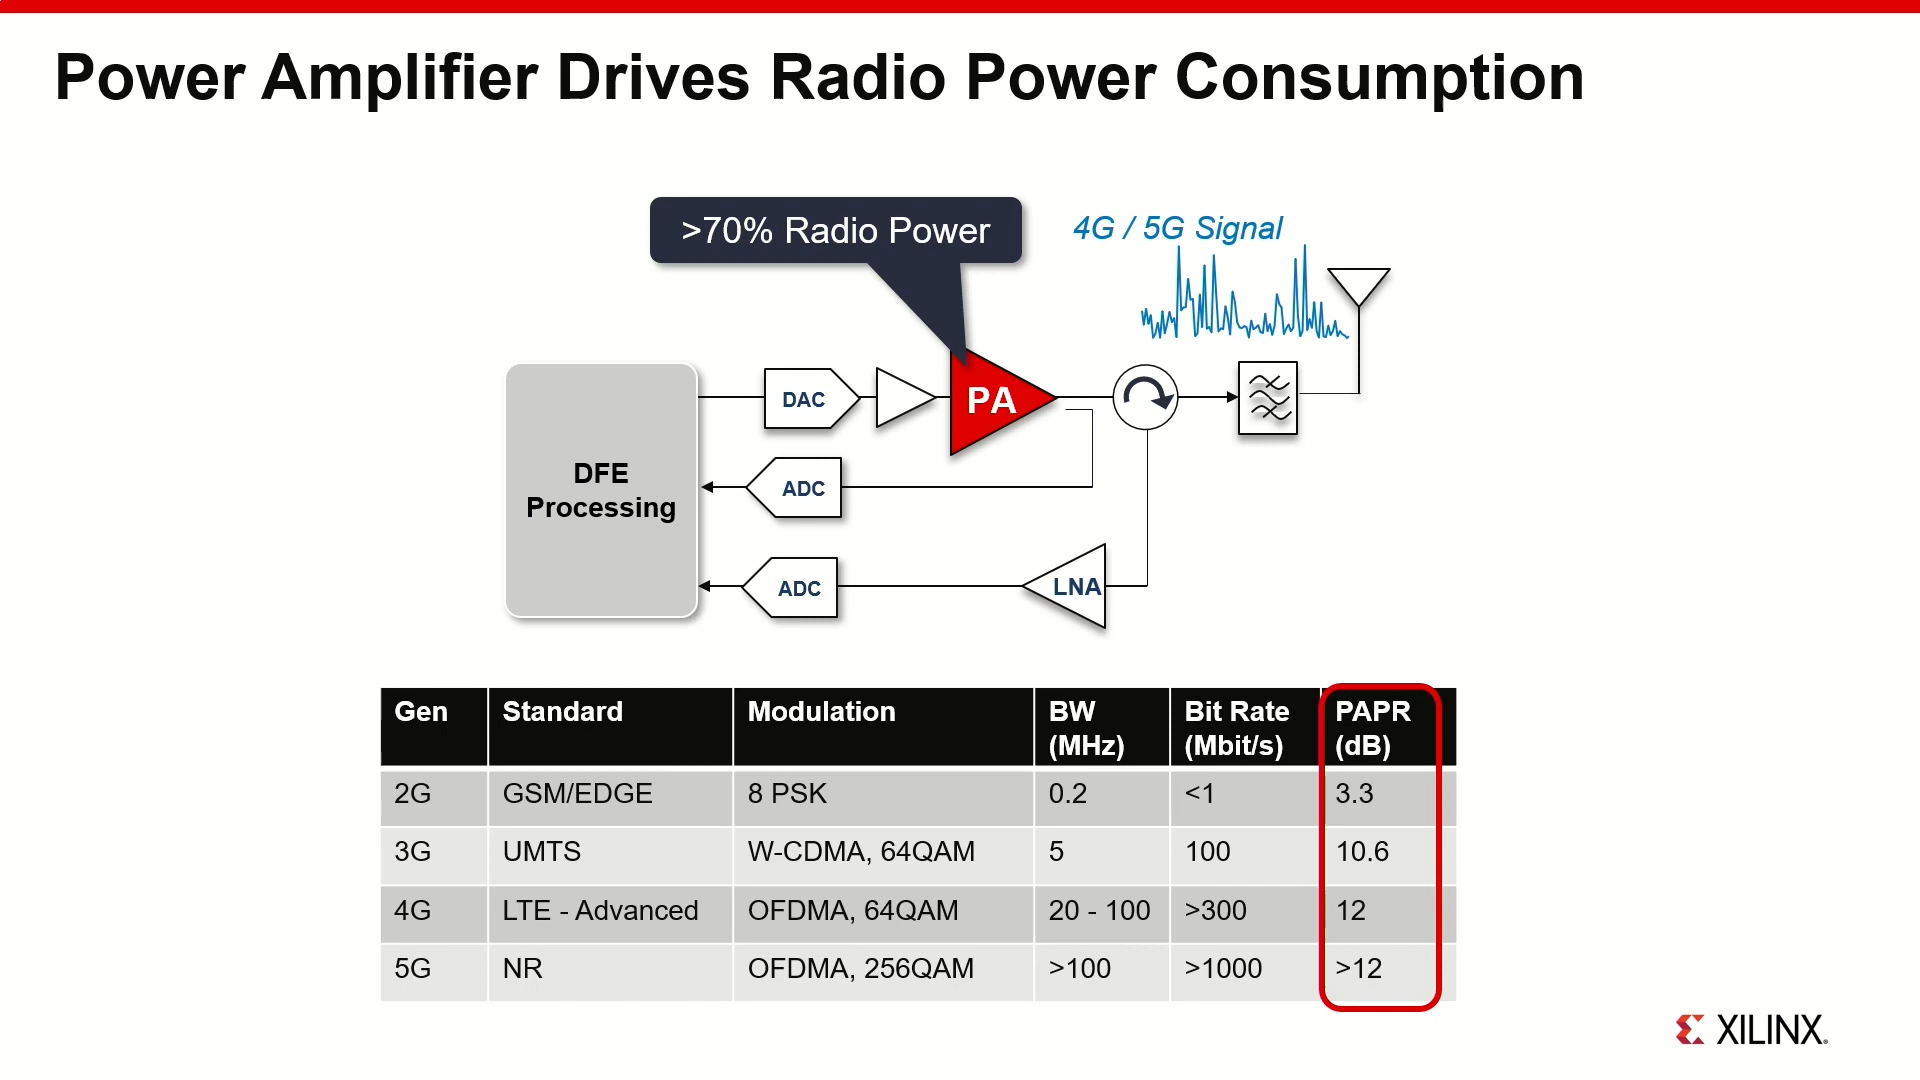 Power Amplifier Drives Radio Power Consumption
>70% Radio Power
4G / 5G Signal
DAC
PA
DFE
Processing
ADC
ADC
LNA
Gen Standard Modulation BW (MHz) Bit Rate (Mbit/s) PAPR (dB)
2G GSM/EDGE 8 PSK 0.2 <1 3.3
3G UMTS W-CDMA, 64QAM 5 100 10.6
4G LTE - Advanced OFDMA, 64QAM 20 - 100 >300 12
5G NR OFDMA, 256QAM >100 >1000 >12
XILINX.